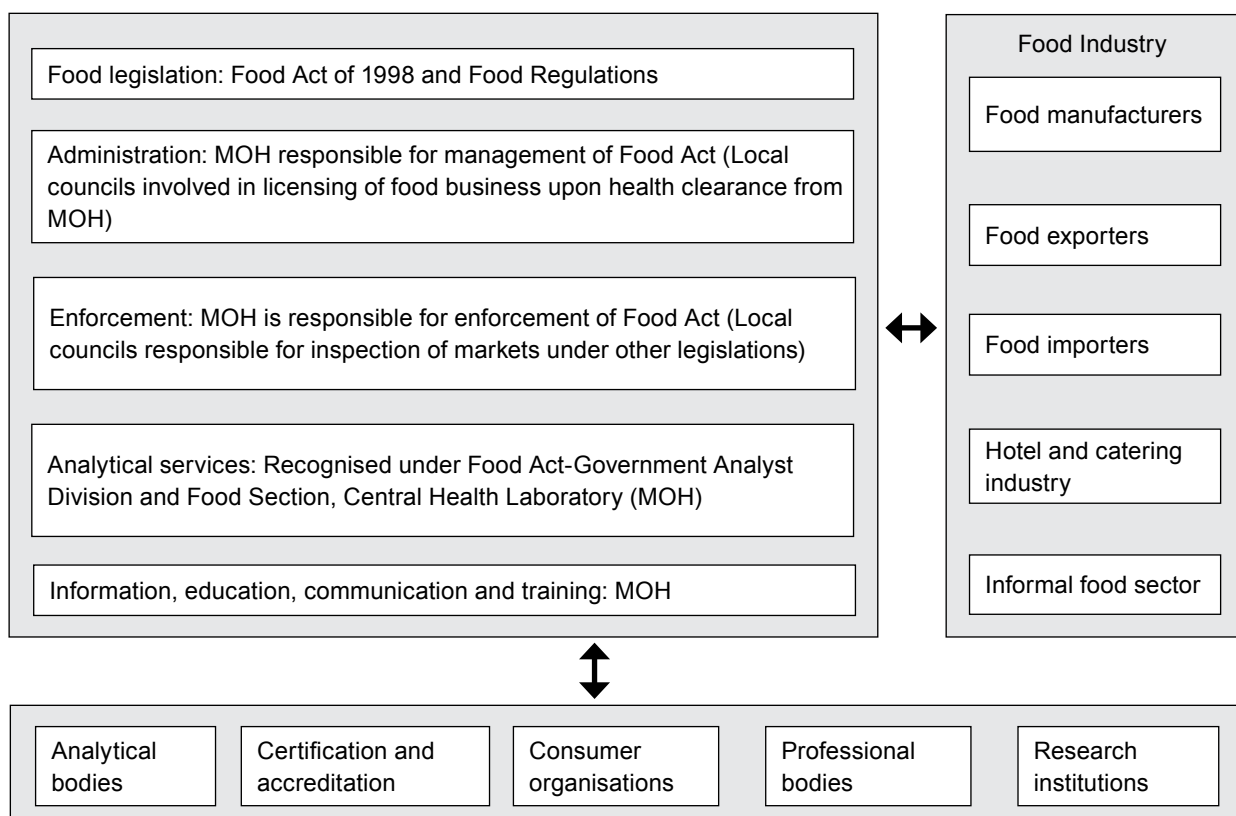 Food legislation: Food Act of 1998 and Food Regulations
Administration: MOH responsible for management of Food Act (Local
councils involved in licensing of food business upon health clearance from
MOH)
Enforcement: MOH is responsible for enforcement of Food Act (Local
councils responsible for inspection of markets under other legislations)
Analytical services: Recognised under Food Act-Government Analyst
Division and Food Section, Central Health Laboratory (MOH)
Information, education, communication and training: MOH
Food Industry
Food manufacturers
Food exporters
Food importers
Hotel and catering
industry
Informal food sector
Analytical
bodies
Certification and
accreditation
Consumer
organisations
Professional
bodies
Research
institutions